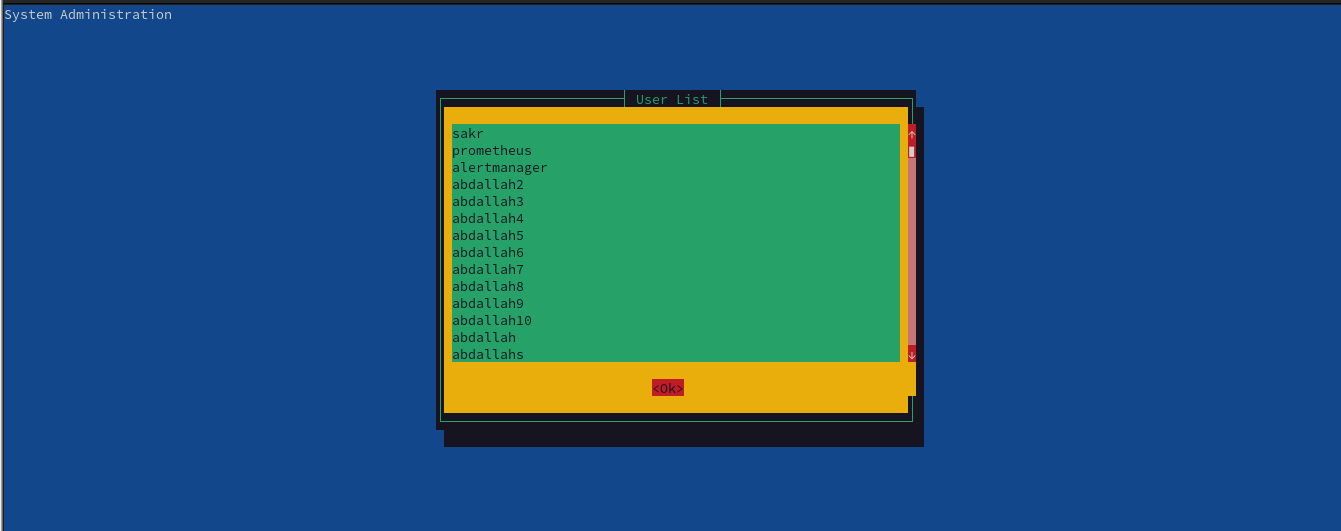 System Administration
User List
sakr
prometheus
alertmanager
abdallah2
abdallah3
abdallah4
abdallah5
abdallah6
abdallah7
abdallah8
abdallah9
abdallah10
abdallah
abdallahs
<Ok>